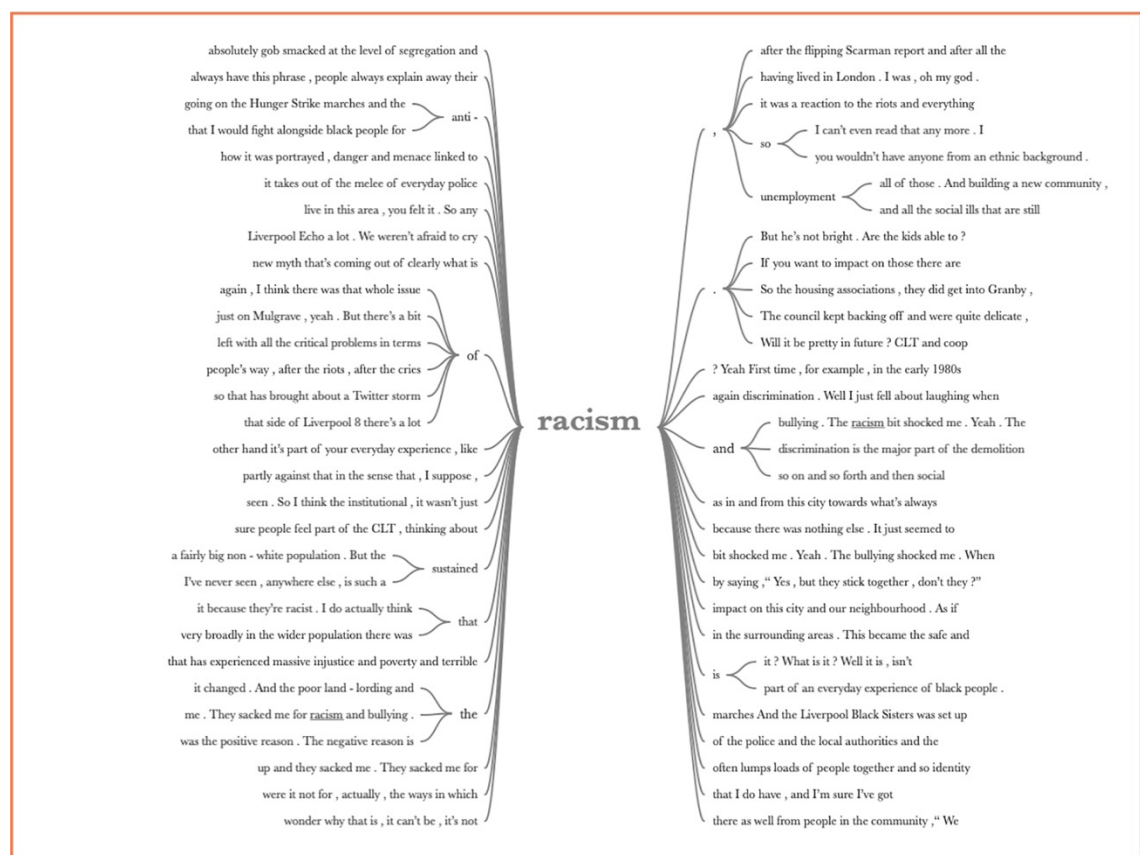 absolutely gob smacked at the level of segregation and
always have this phrase , people always explain away their
going on the Hunger Strike marches and the
that I would fight alongside black people for
anti -
how it was portrayed , danger and menace linked to
it takes out of the melee of everyday police
live in this area , you felt it . So any
Liverpool Echo a lot . We weren't afraid to cry
new myth that's coming out of clearly what is
again , I think there was that whole issue
just on Mulgrave , yeah . But there's a bit
left with all the critical problems in terms
people's way , after the riots , after the cries
so that has brought about a Twitter storm
that side of Liverpool 8 there's a lot
of
other hand it's part of your everyday experience , like
partly against that in the sense that , I suppose ,
seen . So I think the institutional , it wasn't just
sure people feel part of the CLT , thinking about
a fairly big non - white population . But the
I've never seen , anywhere else , is such a
sustained
it because they're racist . I do actually think
very broadly in the wider population there was
that
that has experienced massive injustice and poverty and terrible
it changed . And the poor land - lording and
me . They sacked me for racism and bullying .
was the positive reason . The negative reason is
the
up and they sacked me . They sacked me for
were it not for , actually , the ways in which
wonder why that is , it can't be , it's not
racism
,
after the flipping Scarman report and after all the
having lived in London . I was , oh my god .
it was a reaction to the riots and everything
so
I can't even read that any more . I
you wouldn't have anyone from an ethnic background .
unemployment
all of those . And building a new community ,
and all the social ills that are still
.
But he's not bright . Are the kids able to ?
If you want to impact on those there are
So the housing associations , they did get into Granby ,
The council kept backing off and were quite delicate ,
Will it be pretty in future ? CLT and coop
? Yeah First time , for example , in the early 1980s
again discrimination . Well I just fell about laughing when
and
bullying . The racism bit shocked me . Yeah . The
discrimination is the major part of the demolition
so on and so forth and then social
as in and from this city towards what's always
because there was nothing else . It just seemed to
bit shocked me . Yeah . The bullying shocked me . When
by saying ,“ Yes , but they stick together , don't they ?”
impact on this city and our neighbourhood . As if
in the surrounding areas . This became the safe and
is
it ? What is it ? Well it is , isn't
part of an everyday experience of black people .
marches And the Liverpool Black Sisters was set up
of the police and the local authorities and the
often lumps loads of people together and so identity
that I do have , and I'm sure I've got
there as well from people in the community ,“ We